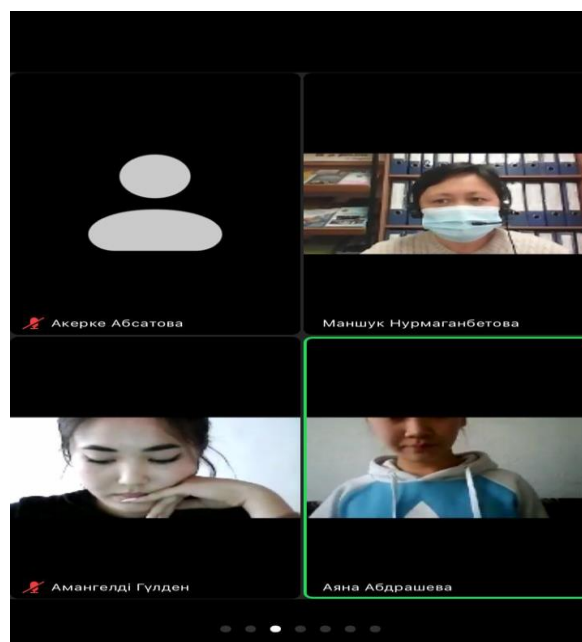 Акерке Абсатова
Маншук Нурмаганбетова
Амангелді Гүлден
Аяна Абдрашева